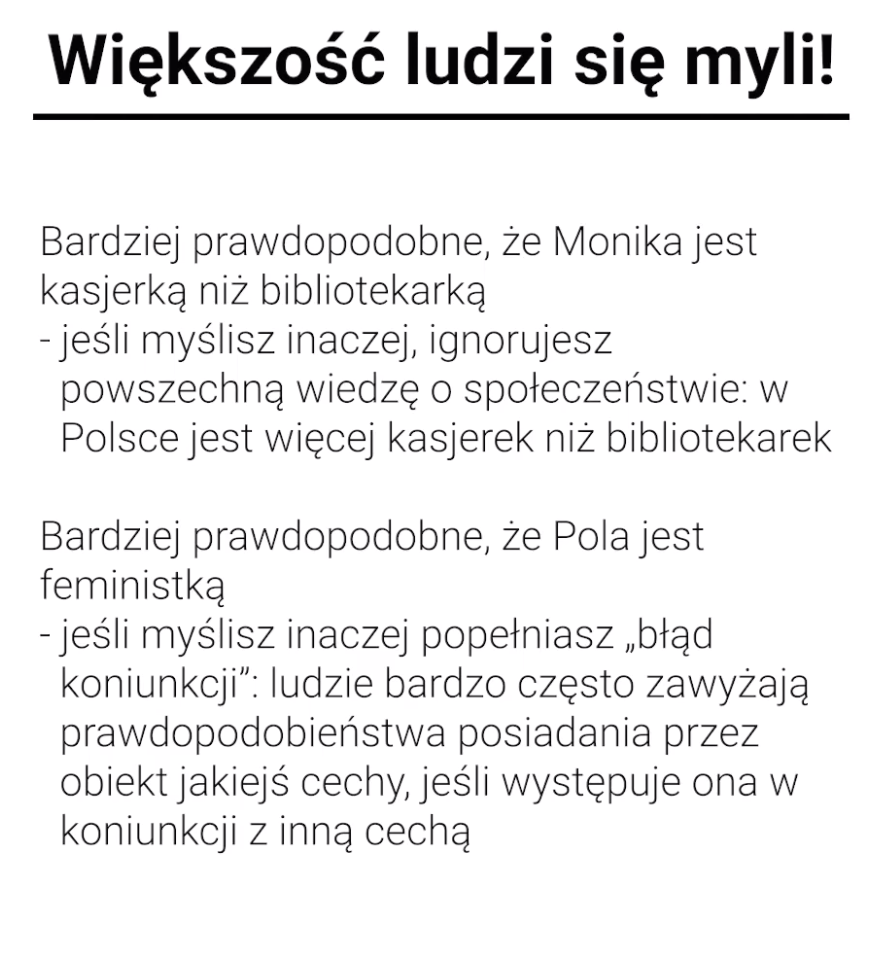 Większość ludzi się myli!
Bardziej prawdopodobne, że Monika jest
kasjerką niż bibliotekarką
- jeśli myślisz inaczej, ignorujesz
powszechną wiedzę o społeczeństwie: w
Polsce jest więcej kasjerek niż bibliotekarek
Bardziej prawdopodobne, że Pola jest
feministką
- jeśli myślisz inaczej popełniasz „błąd
koniunkcji”: ludzie bardzo często zawyżają
prawdopodobieństwa posiadania przez
obiekt jakiejś cechy, jeśli występuje ona w
koniunkcji z inną cechą